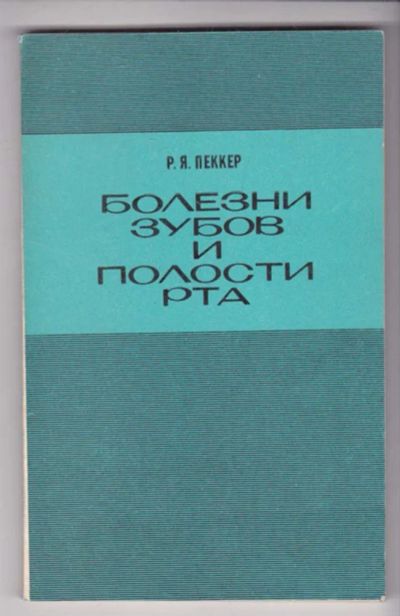 Р. Я. ПЕККЕР
БОЛЕЗНИ
ЗУБОВ
И
ПОЛОСТИ
РТА